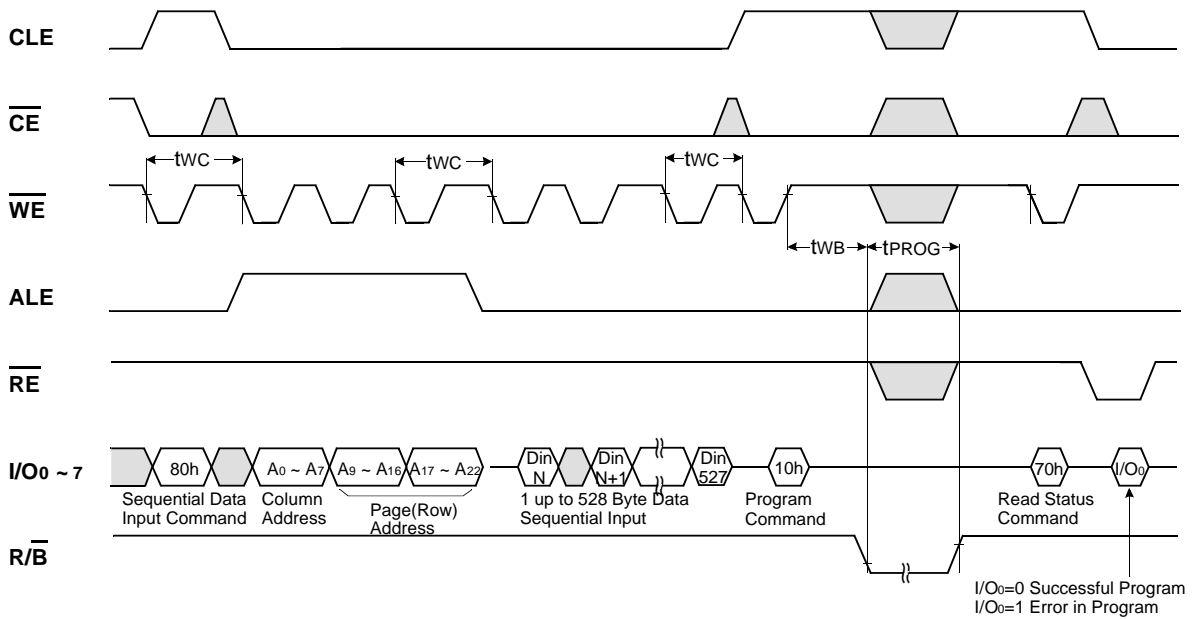 CLE
CE
tWC tWC tWC
WE
tWB tPROG
ALE
RE
I/O0 ~ 7 80h A0 ~ A7 A9 ~ A16 A17 ~ A22 Din N Din N+1 Din 527 10h 70h I/O0
Sequential Data Input Command
Column Address
Page(Row) Address
1 up to 528 Byte Data Sequential Input
Program Command
Read Status Command
R/B
I/O0=0 Successful Program
I/O0=1 Error in Program